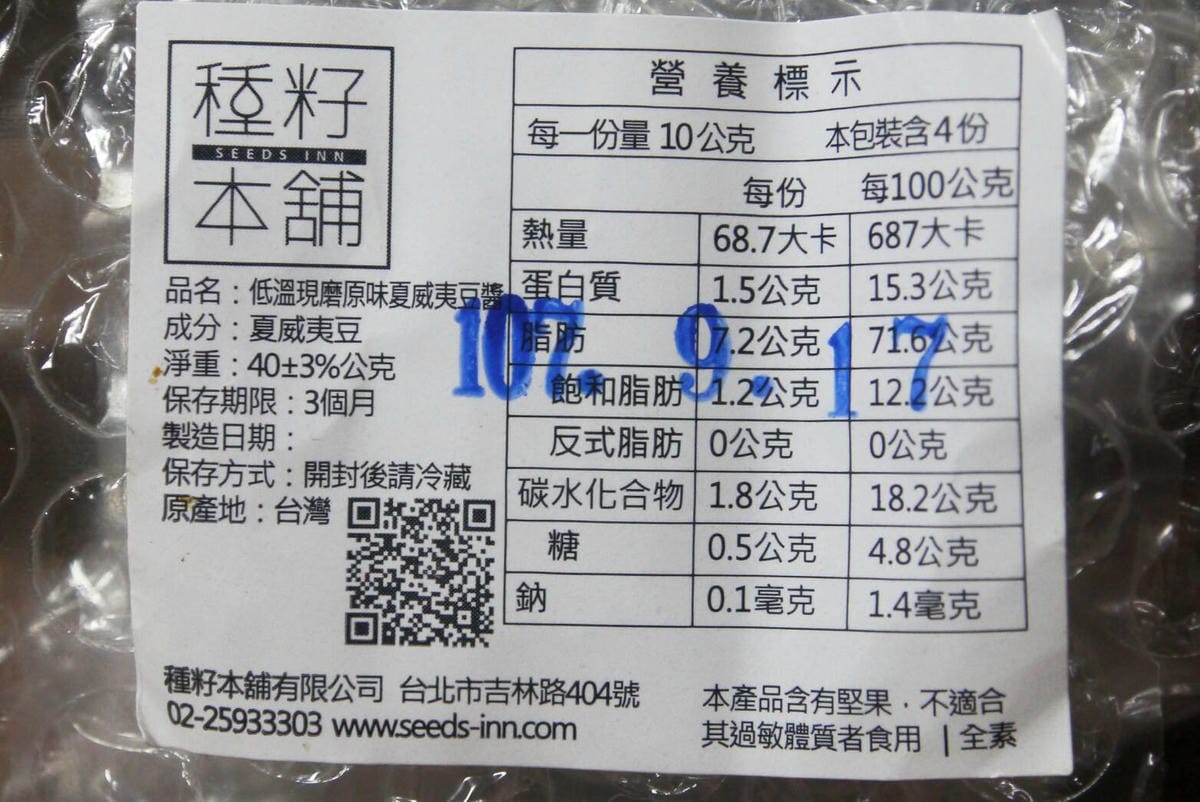 種籽
SEEDS INN
本舖
品名：低溫現磨原味夏威夷豆醬
成分：夏威夷豆
淨重：40±3%公克
保存期限：3個月
製造日期：
保存方式：開封後請冷藏
原產地：台灣
107. 9. 17
營養標示
每一份量 10公克 本包裝含4份
每份 每100公克
熱量 68.7大卡 687大卡
蛋白質 1.5公克 15.3公克
脂肪 7.2公克 71.6公克
飽和脂肪 1.2公克 12.2公克
反式脂肪 0公克 0公克
碳水化合物 1.8公克 18.2公克
糖 0.5公克 4.8公克
鈉 0.1毫克 1.4毫克
種籽本舖有限公司 台北市吉林路404號
02-25933303 www.seeds-inn.com
本產品含有堅果，不適合
其過敏體質者食用 | 全素